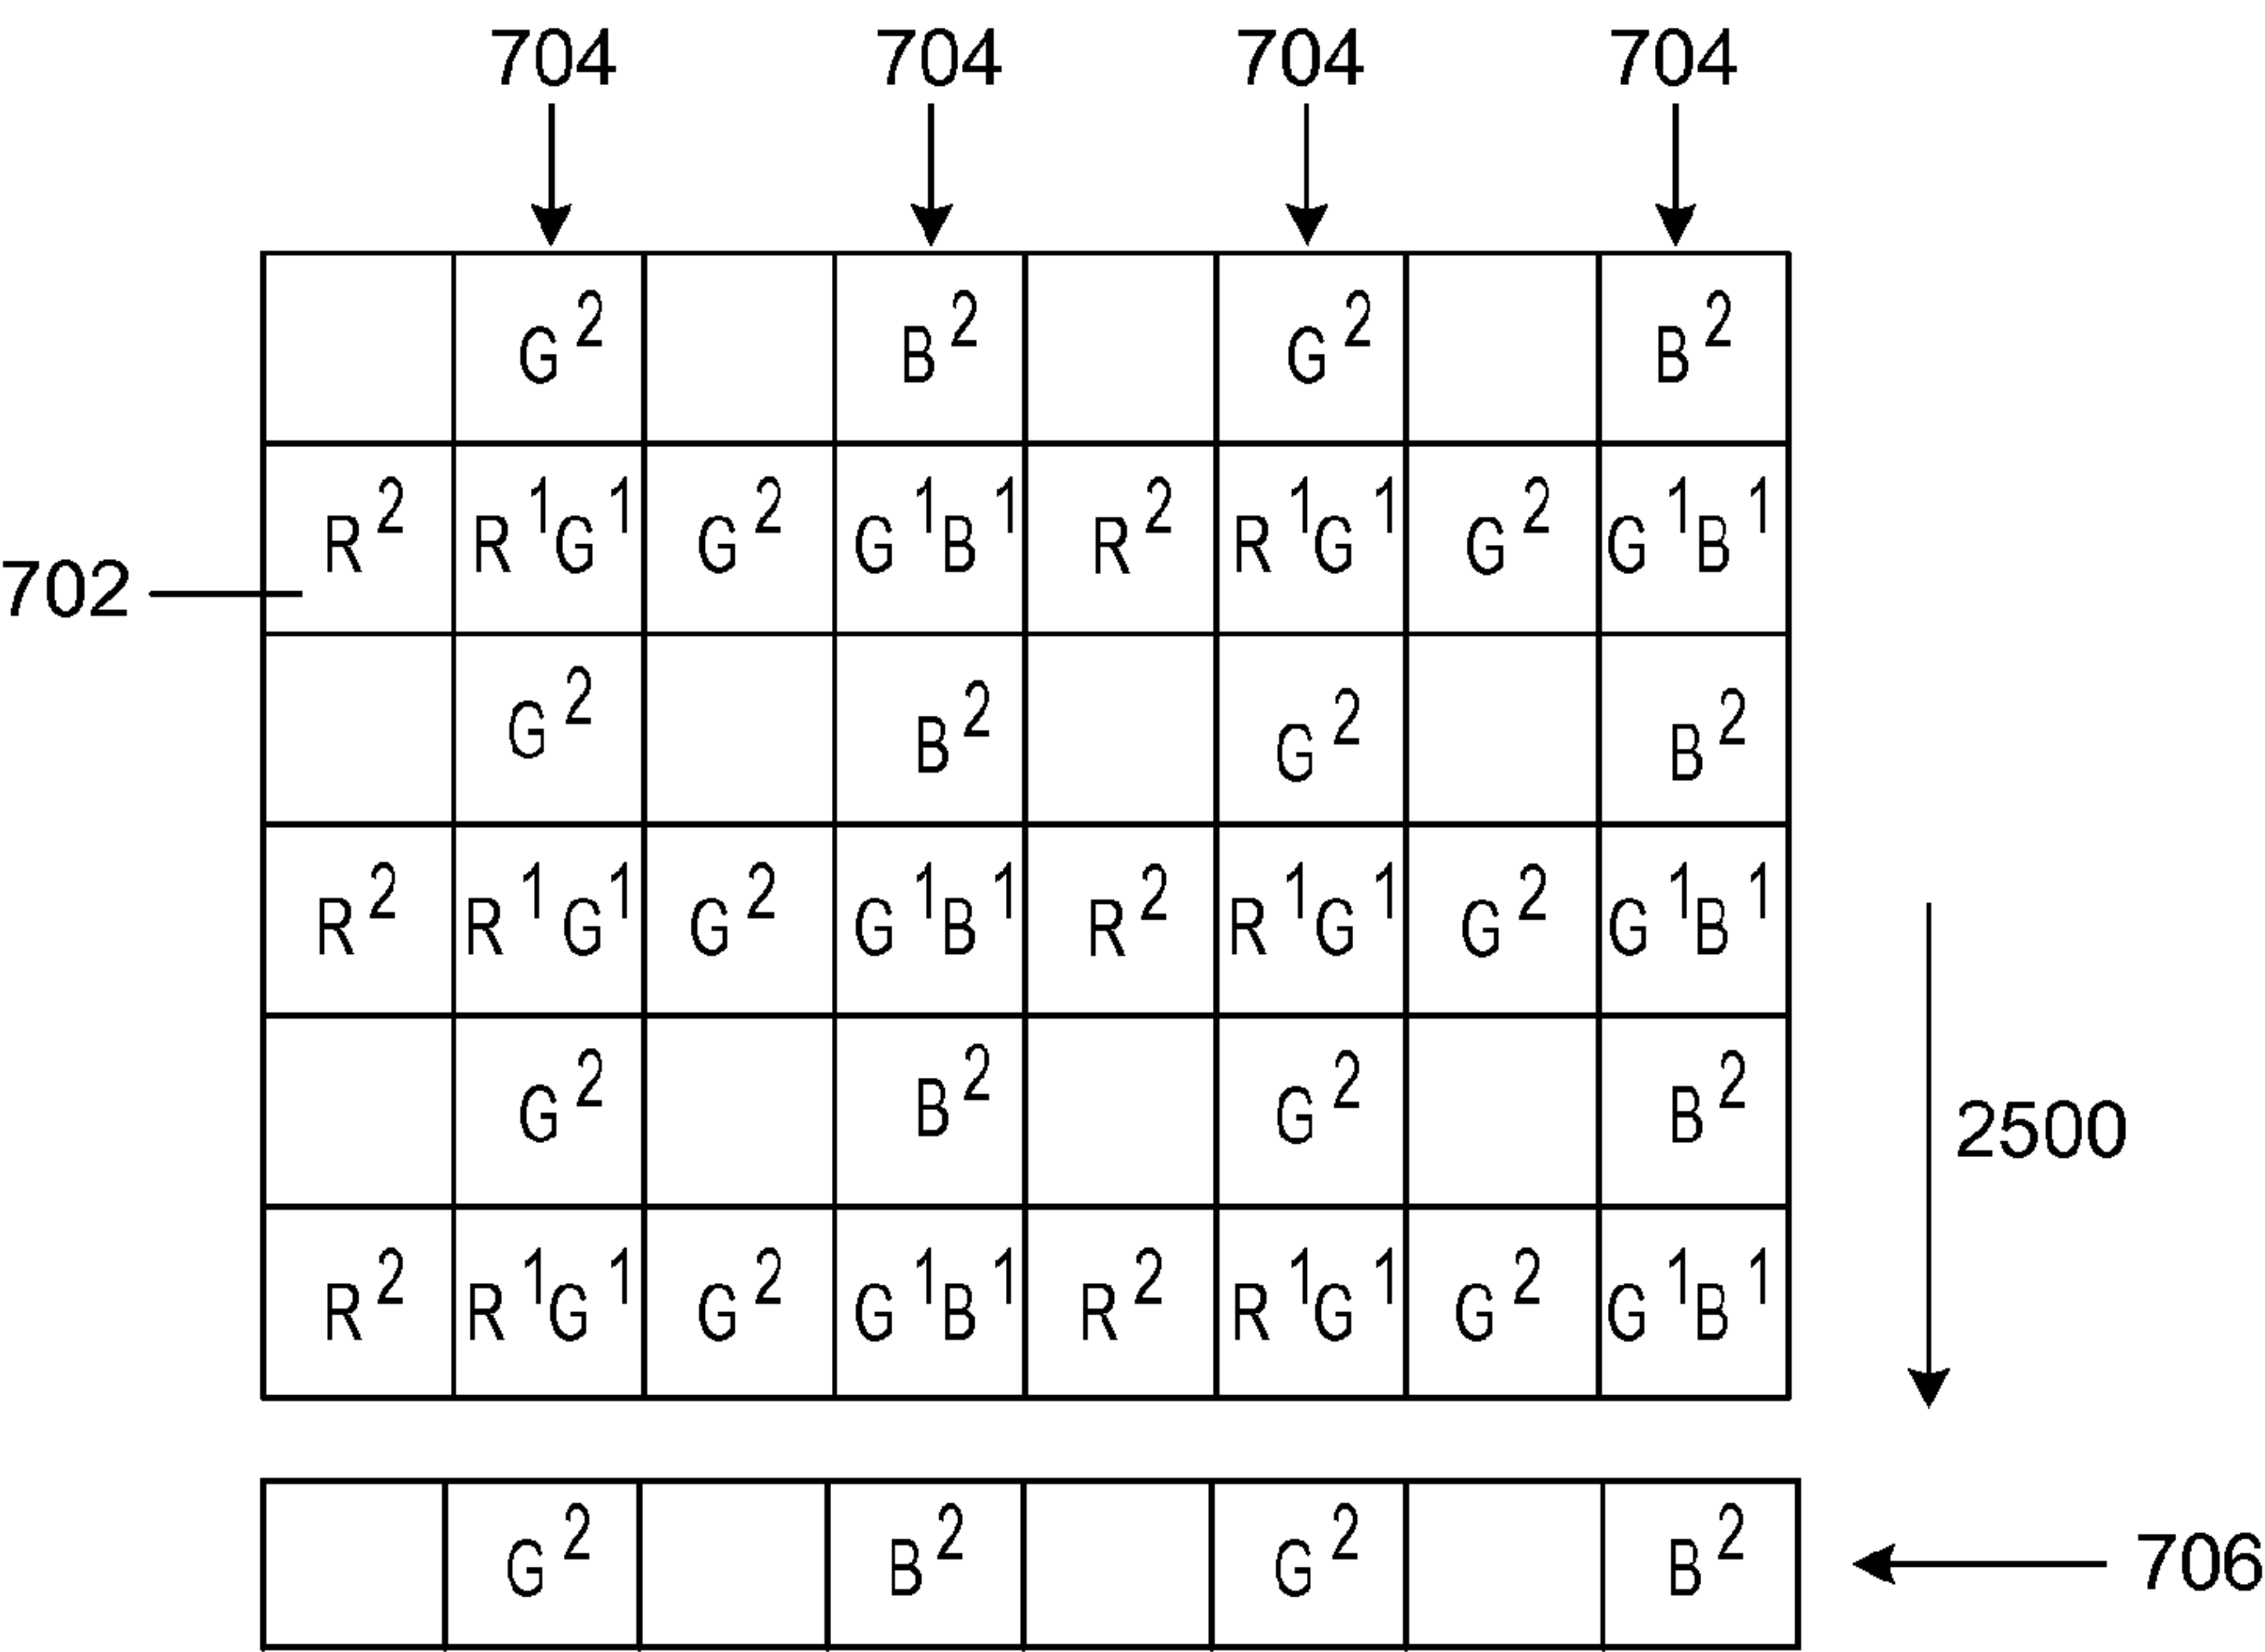 704 704 704 704
G² B² G² B²
R² R¹G¹ G² G¹B¹ R² R¹G¹ G² G¹B¹
702
G² B² G² B²
R² R¹G¹ G² G¹B¹ R² R¹G¹ G² G¹B¹
G² B² G² B²
2500
R² R¹G¹ G² G¹B¹ R² R¹G¹ G² G¹B¹
G² B² G² B²
706